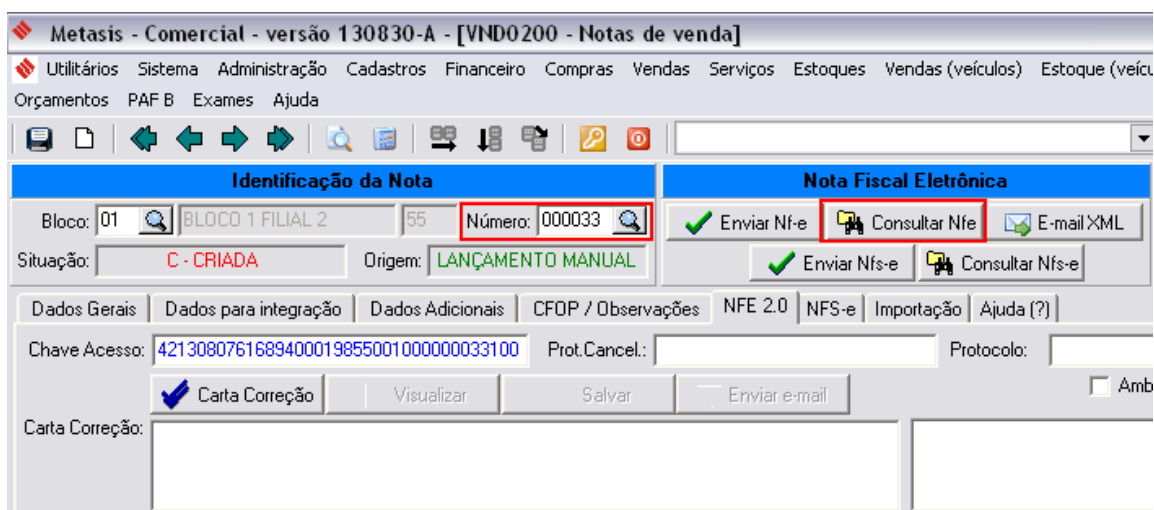 Metasis - Comercial - versão 130830-A - [VND0200 - Notas de venda]
Utilitários Sistema Administração Cadastros Financeiro Compras Vendas Serviços Estoques Vendas (veículos) Estoque (veícu
Orçamentos PAF B Exames Ajuda
Identificação da Nota Nota Fiscal Eletrônica
Bloco: 01 BLOCO 1 FILIAL 2 55 Número: 000033 Enviar Nf-e Consultar Nfe E-mail XML
Situação: C - CRIADA Origem: LANÇAMENTO MANUAL Enviar Nfs-e Consultar Nfs-e
Dados Gerais Dados para integração Dados Adicionais CFOP / Observações NFE 2.0 NFS-e Importação Ajuda (?)
Chave Acesso: 42130807616894000198550010000000033100 Prot.Cancel.: Protocolo:
Carta Correção Visualizar Salvar Enviar e-mail Amb
Carta Correção: